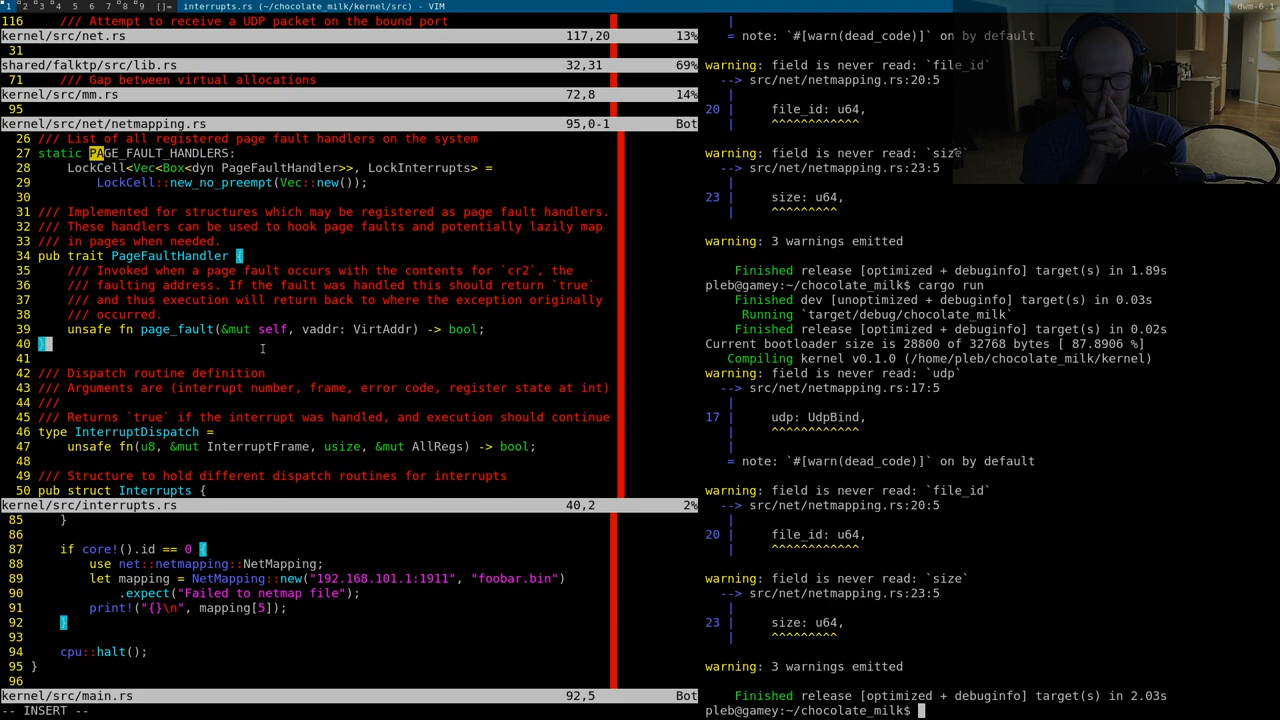 1 2 3 4 5 6 7 8 9 []= interrupts.rs (~/chocolate_milk/kernel/src) - VIM dwm-6.1
116 /// Attempt to receive a UDP packet on the bound port
kernel/src/net.rs 117,20 13%
31
shared/falktp/src/lib.rs 32,31 69%
71 /// Gap between virtual allocations
kernel/src/mm.rs 72,8 14%
95
kernel/src/net/netmapping.rs 95,0-1 Bot
26 /// List of all registered page fault handlers on the system
27 static PAGE_FAULT_HANDLERS:
28 LockCell<Vec<Box<dyn PageFaultHandler>>, LockInterrupts> =
29 LockCell::new_no_preempt(Vec::new());
30
31 /// Implemented for structures which may be registered as page fault handlers.
32 /// These handlers can be used to hook page faults and potentially lazily map
33 /// in pages when needed.
34 pub trait PageFaultHandler {
35 /// Invoked when a page fault occurs with the contents for `cr2`, the
36 /// faulting address. If the fault was handled this should return `true`
37 /// and thus execution will return back to where the exception originally
38 /// occurred.
39 unsafe fn page_fault(&mut self, vaddr: VirtAddr) -> bool;
40 }
41
42 /// Dispatch routine definition
43 /// Arguments are (interrupt number, frame, error code, register state at int)
44 ///
45 /// Returns `true` if the interrupt was handled, and execution should continue
46 type InterruptDispatch =
47 unsafe fn(u8, &mut InterruptFrame, usize, &mut AllRegs) -> bool;
48
49 /// Structure to hold different dispatch routines for interrupts
50 pub struct Interrupts {
kernel/src/interrupts.rs 40,2 2%
85 }
86
87 if core!().id == 0 {
88 use net::netmapping::NetMapping;
89 let mapping = NetMapping::new("192.168.101.1:1911", "foobar.bin")
90 .expect("Failed to netmap file");
91 print!("{}\n", mapping[5]);
92 }
93
94 cpu::halt();
95 }
96
kernel/src/main.rs 92,5 Bot
-- INSERT --
|
= note: `#[warn(dead_code)]` on by default
warning: field is never read: `file_id`
--> src/net/netmapping.rs:20:5
|
20 | file_id: u64,
| ^^^^^^^^^^^^
warning: field is never read: `size`
--> src/net/netmapping.rs:23:5
|
23 | size: u64,
| ^^^^^^^^^
warning: 3 warnings emitted
Finished release [optimized + debuginfo] target(s) in 1.89s
pleb@gamey:~/chocolate_milk$ cargo run
Finished dev [unoptimized + debuginfo] target(s) in 0.03s
Running `target/debug/chocolate_milk`
Finished release [optimized + debuginfo] target(s) in 0.02s
Current bootloader size is 28800 of 32768 bytes [ 87.8906 %]
Compiling kernel v0.1.0 (/home/pleb/chocolate_milk/kernel)
warning: field is never read: `udp`
--> src/net/netmapping.rs:17:5
|
17 | udp: UdpBind,
| ^^^^^^^^^^^^
|
= note: `#[warn(dead_code)]` on by default
warning: field is never read: `file_id`
--> src/net/netmapping.rs:20:5
|
20 | file_id: u64,
| ^^^^^^^^^^^^
warning: field is never read: `size`
--> src/net/netmapping.rs:23:5
|
23 | size: u64,
| ^^^^^^^^^
warning: 3 warnings emitted
Finished release [optimized + debuginfo] target(s) in 2.03s
pleb@gamey:~/chocolate_milk$